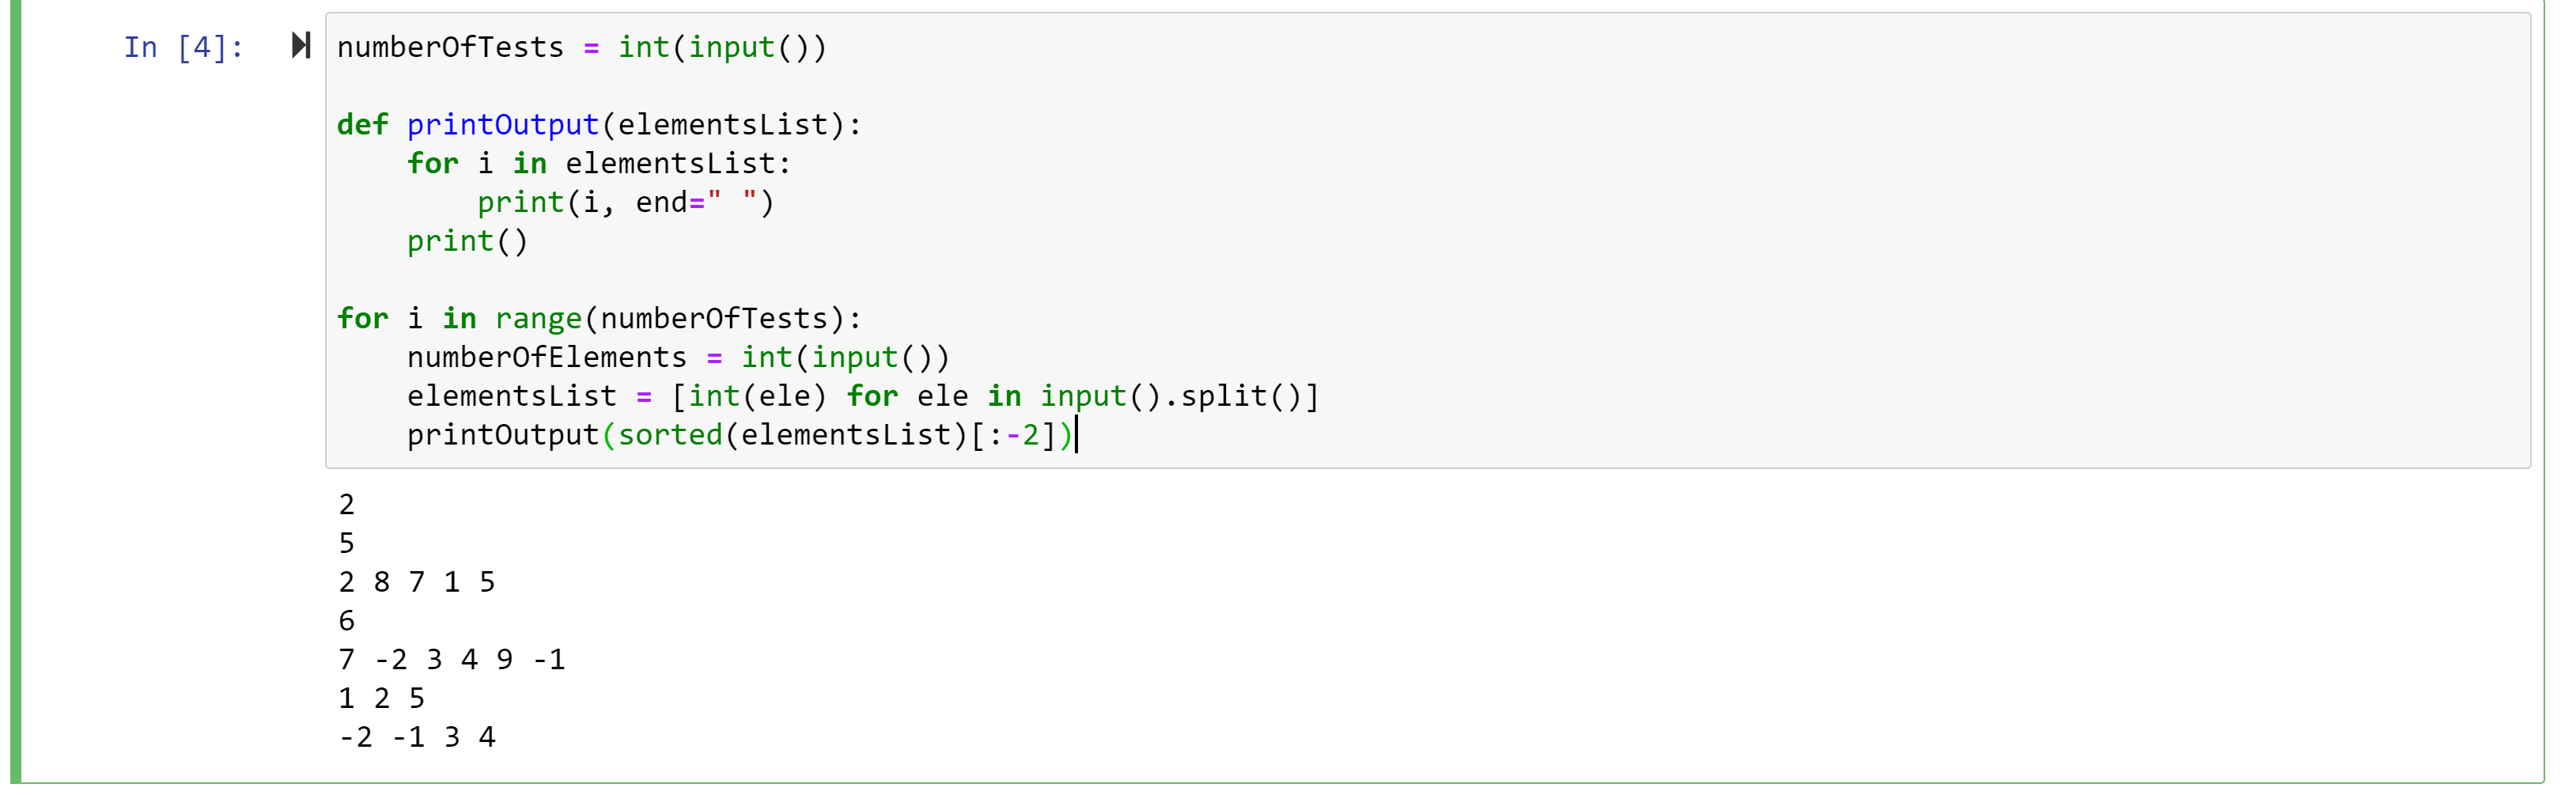 In [4]: numberOfTests = int(input())

def printOutput(elementsList):
    for i in elementsList:
        print(i, end=" ")
    print()

for i in range(numberOfTests):
    numberOfElements = int(input())
    elementsList = [int(ele) for ele in input().split()]
    printOutput(sorted(elementsList)[:-2])
2
5
2 8 7 1 5
6
7 -2 3 4 9 -1
1 2 5
-2 -1 3 4